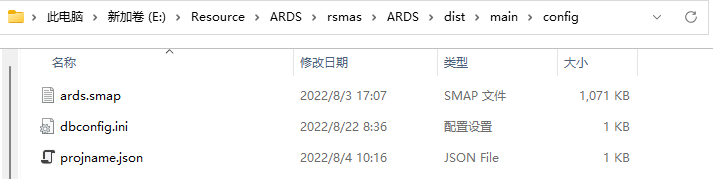 此电脑 › 新加卷 (E:) › Resource › ARDS › rsmas › ARDS › dist › main › config
名称 修改日期 类型 大小
ards.smap 2022/8/3 17:07 SMAP 文件 1,071 KB
dbconfig.ini 2022/8/22 8:36 配置设置 1 KB
projname.json 2022/8/4 10:16 JSON File 1 KB